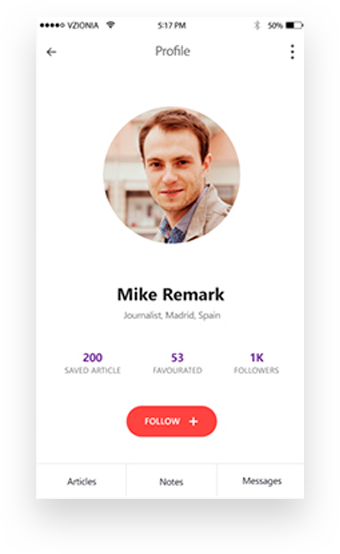 VZIONIA 5:17 PM 50%
Profile
Mike Remark
Journalist, Madrid, Spain
200 53 1K
SAVED ARTICLE FAVOURATED FOLLOWERS
FOLLOW +
Articles Notes Messages